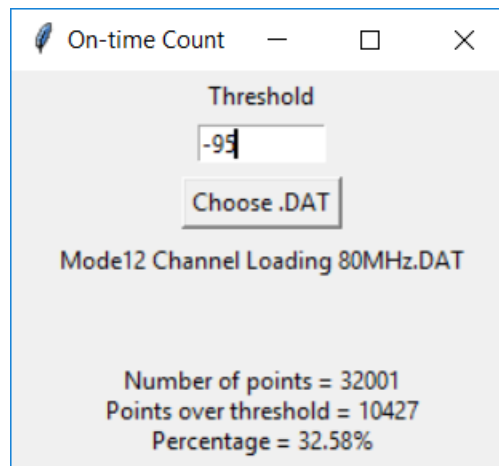 On-time Count
Threshold
-95
Choose .DAT
Mode12 Channel Loading 80MHz.DAT
Number of points = 32001
Points over threshold = 10427
Percentage = 32.58%